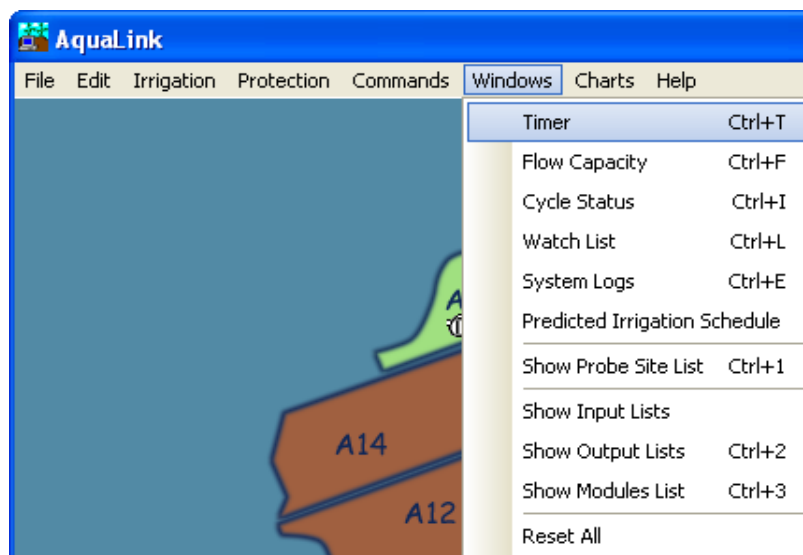 AquaLink
File Edit Irrigation Protection Commands Windows Charts Help
Timer Ctrl+T
Flow Capacity Ctrl+F
Cycle Status Ctrl+I
Watch List Ctrl+L
System Logs Ctrl+E
Predicted Irrigation Schedule
Show Probe Site List Ctrl+1
Show Input Lists
Show Output Lists Ctrl+2
Show Modules List Ctrl+3
Reset All
A
A14
A12